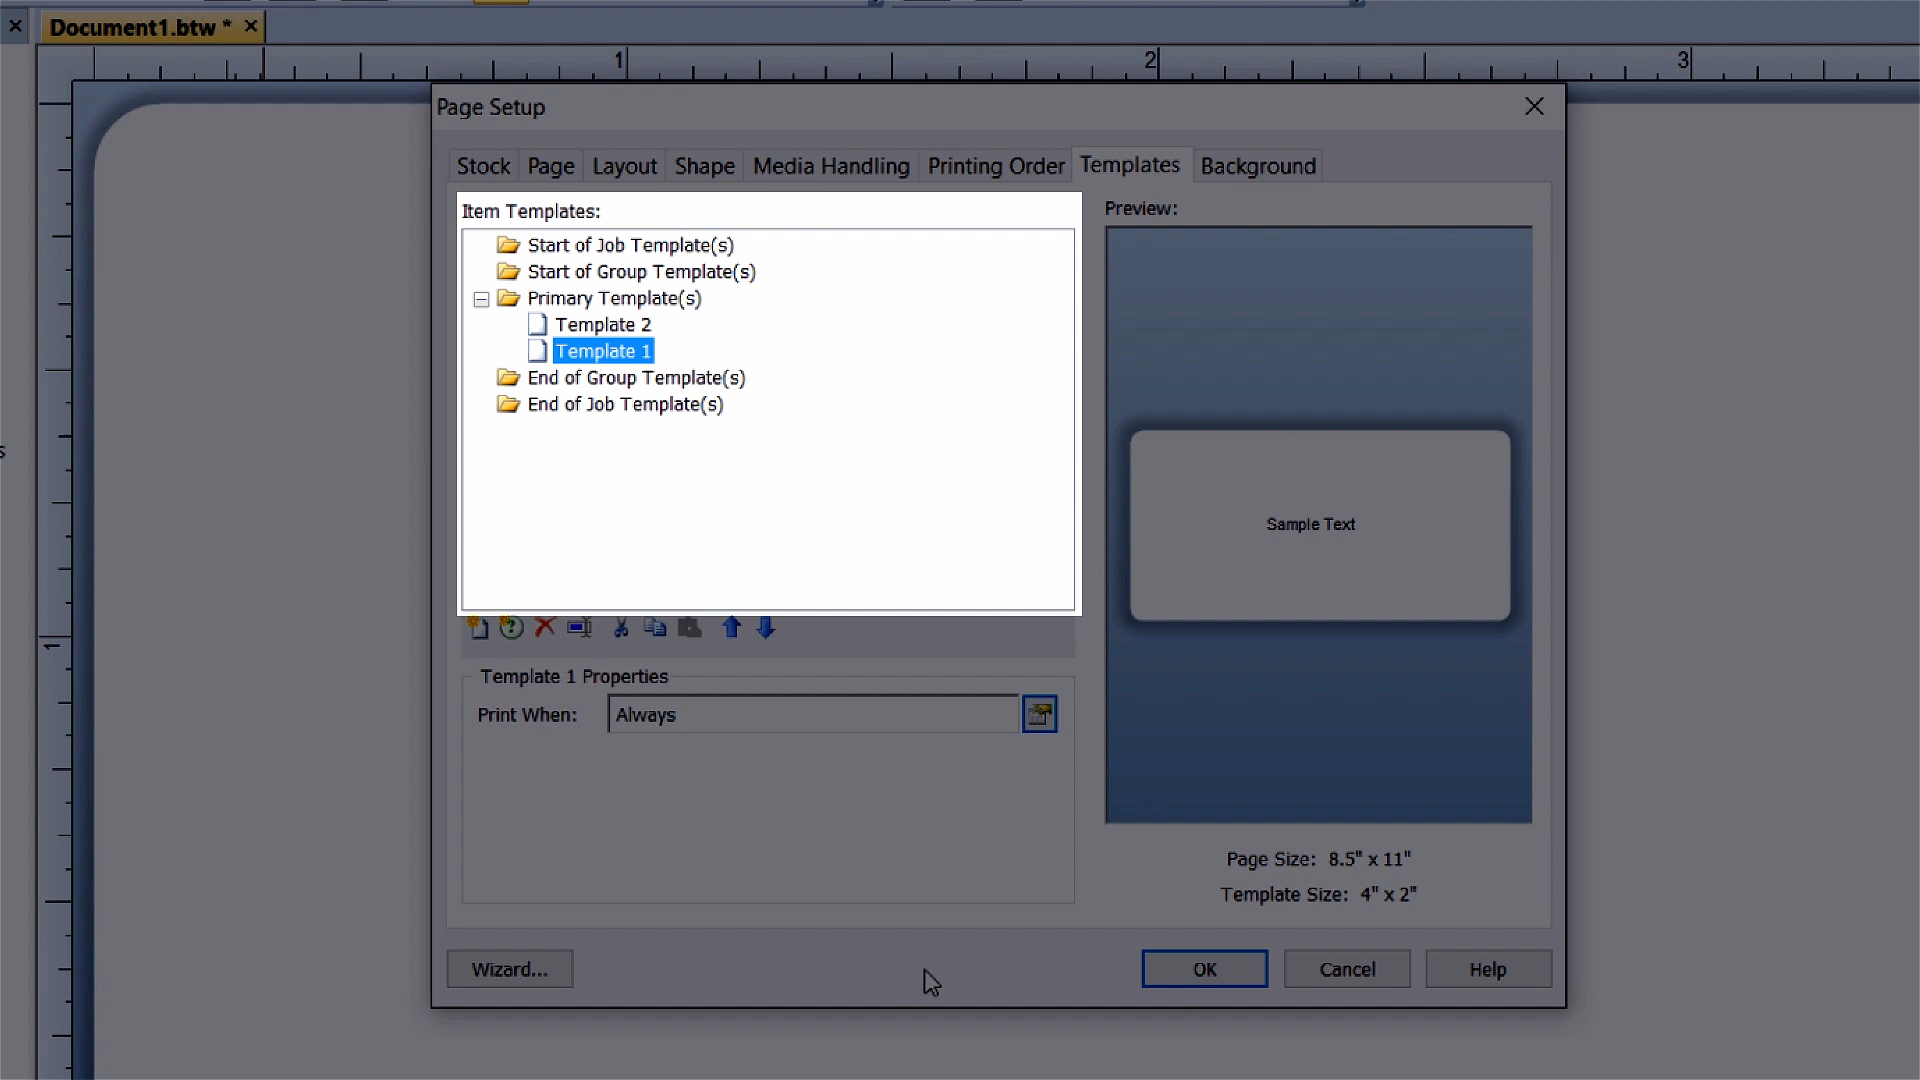 Document1.btw *
1 2 3
Page Setup
Stock Page Layout Shape Media Handling Printing Order Templates Background
Item Templates:
Start of Job Template(s)
Start of Group Template(s)
Primary Template(s)
Template 2
Template 1
End of Group Template(s)
End of Job Template(s)
Template 1 Properties
Print When: Always
Preview:
Sample Text
Page Size: 8.5" x 11"
Template Size: 4" x 2"
Wizard... OK Cancel Help
s
1